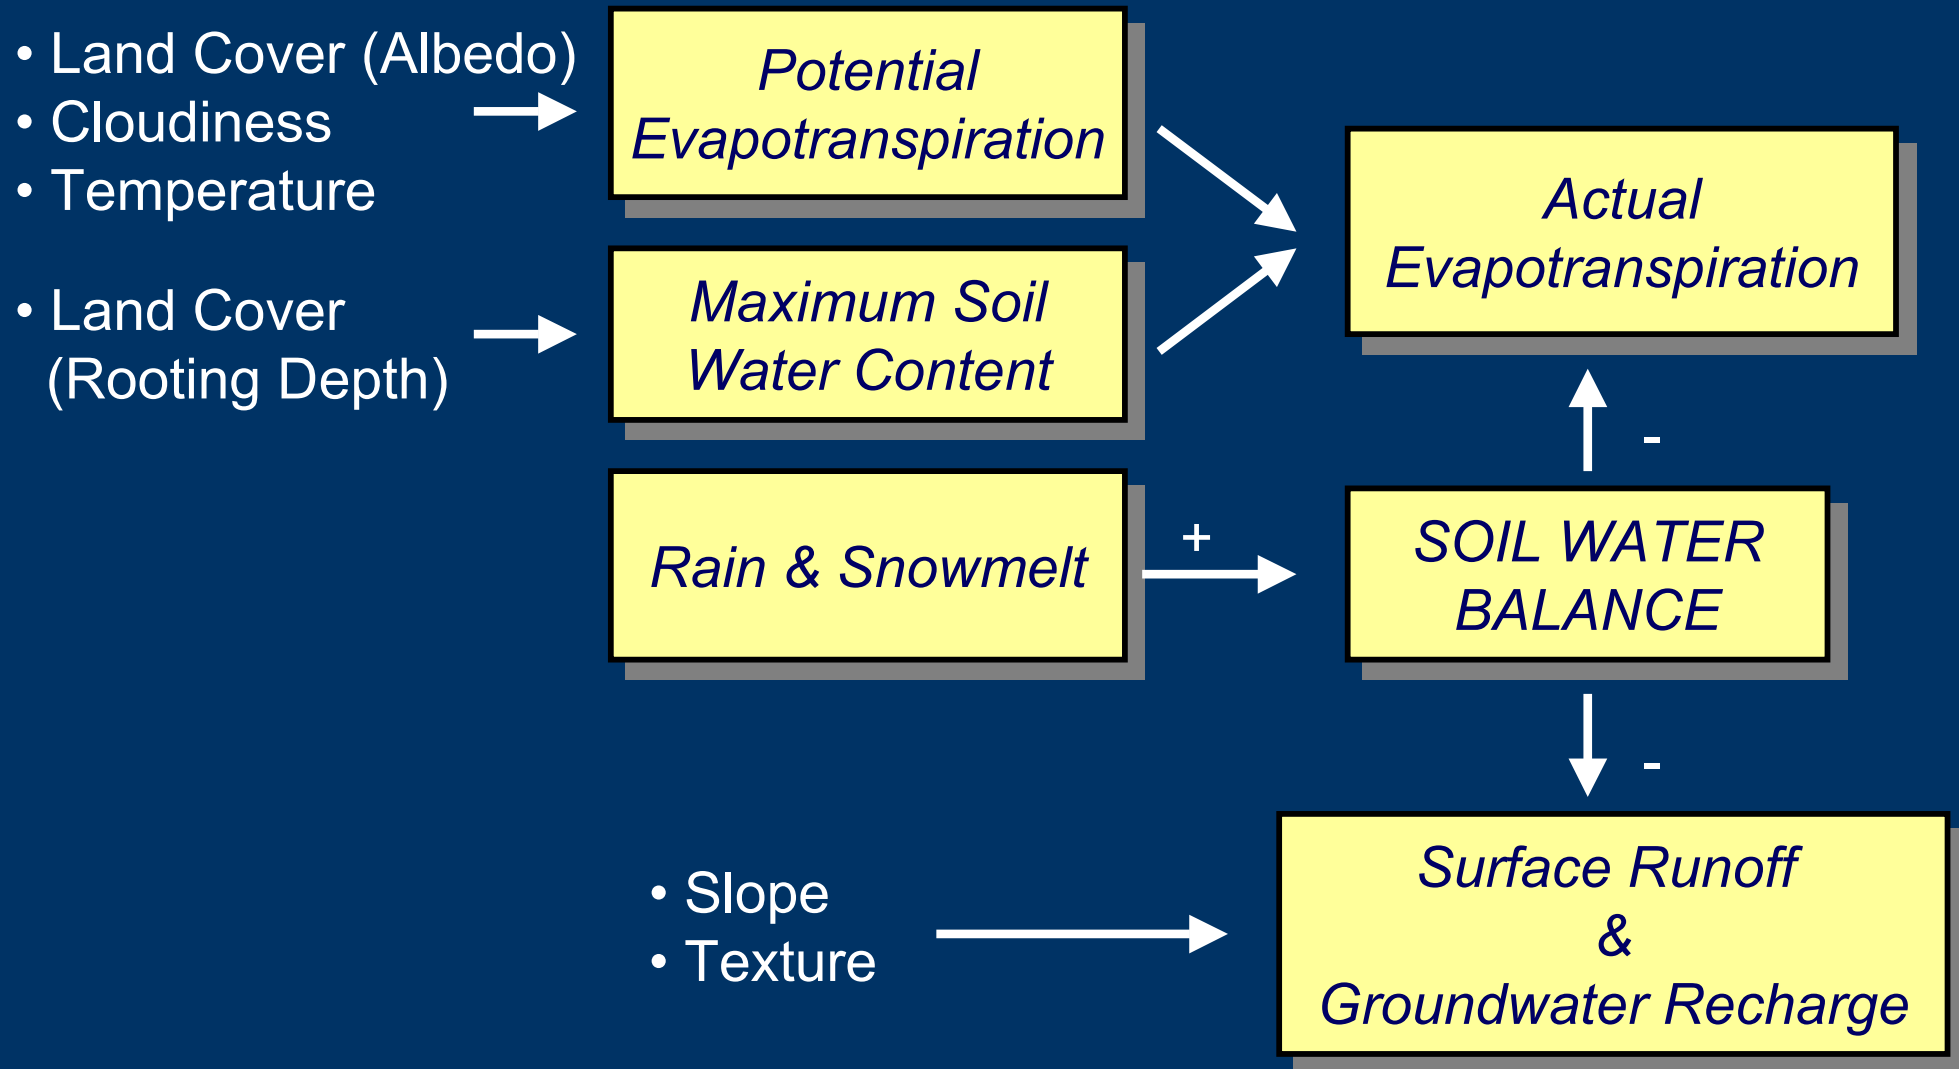 • Land Cover (Albedo)
• Cloudiness
• Temperature
• Land Cover
(Rooting Depth)
Potential
Evapotranspiration
Maximum Soil
Water Content
Actual
Evapotranspiration
-
Rain & Snowmelt
+
SOIL WATER
BALANCE
-
• Slope
• Texture
Surface Runoff
&
Groundwater Recharge